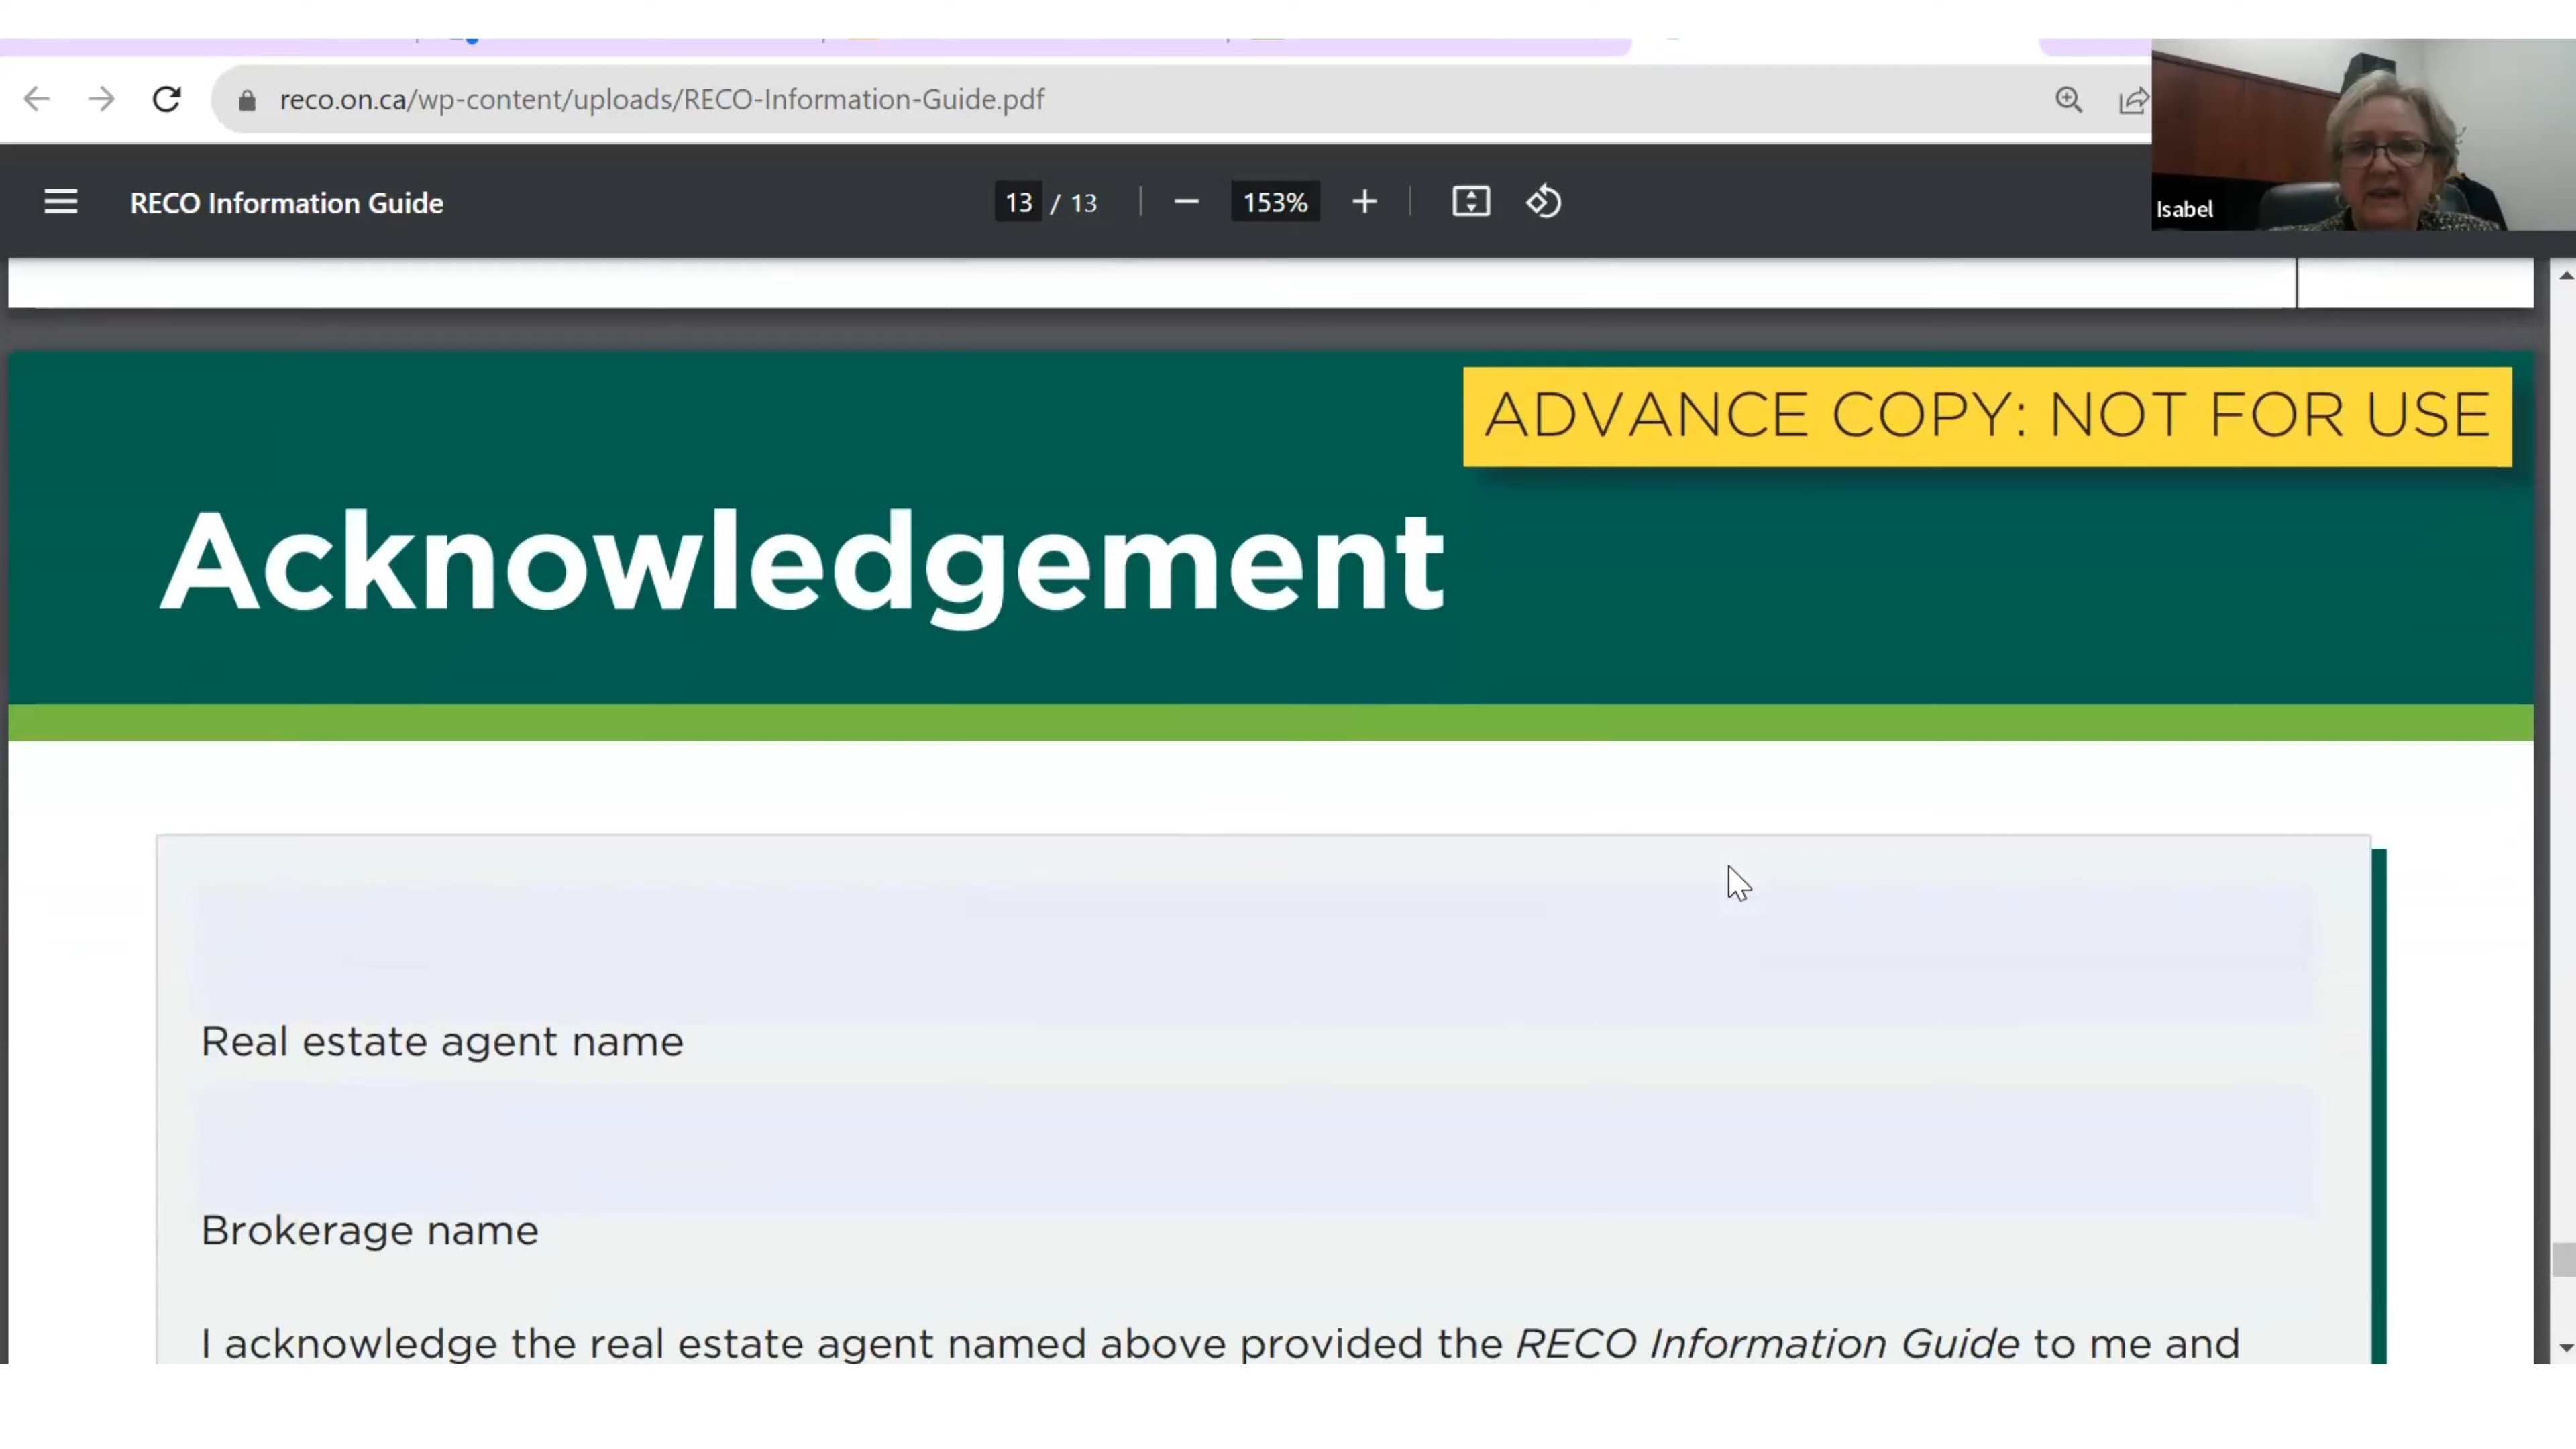 reco.on.ca/wp-content/uploads/RECO-Information-Guide.pdf
RECO Information Guide
13 / 13
153%
Isabel
ADVANCE COPY: NOT FOR USE
Acknowledgement
Real estate agent name
Brokerage name
I acknowledge the real estate agent named above provided the RECO Information Guide to me and